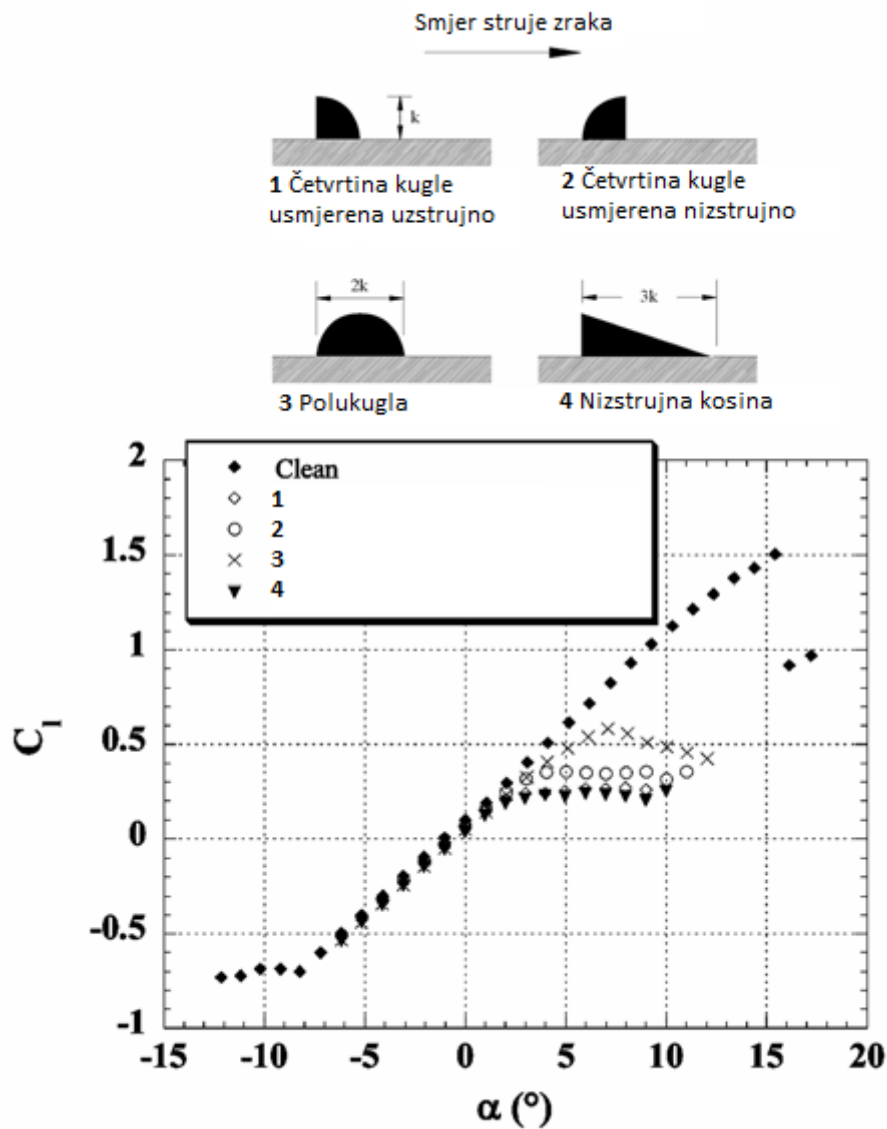 Smjer struje zraka
k
1 Četvrtina kugle
usmjerena uzstrujno
2 Četvrtina kugle
usmjerena nizstrujno
2k
3k
3 Polukugla
4 Nizstrujna kosina
Clean
1
2
3
4
2
1.5
1
0.5
0
-0.5
-1
C_l
-15
-10
-5
0
5
10
15
20
α (°)